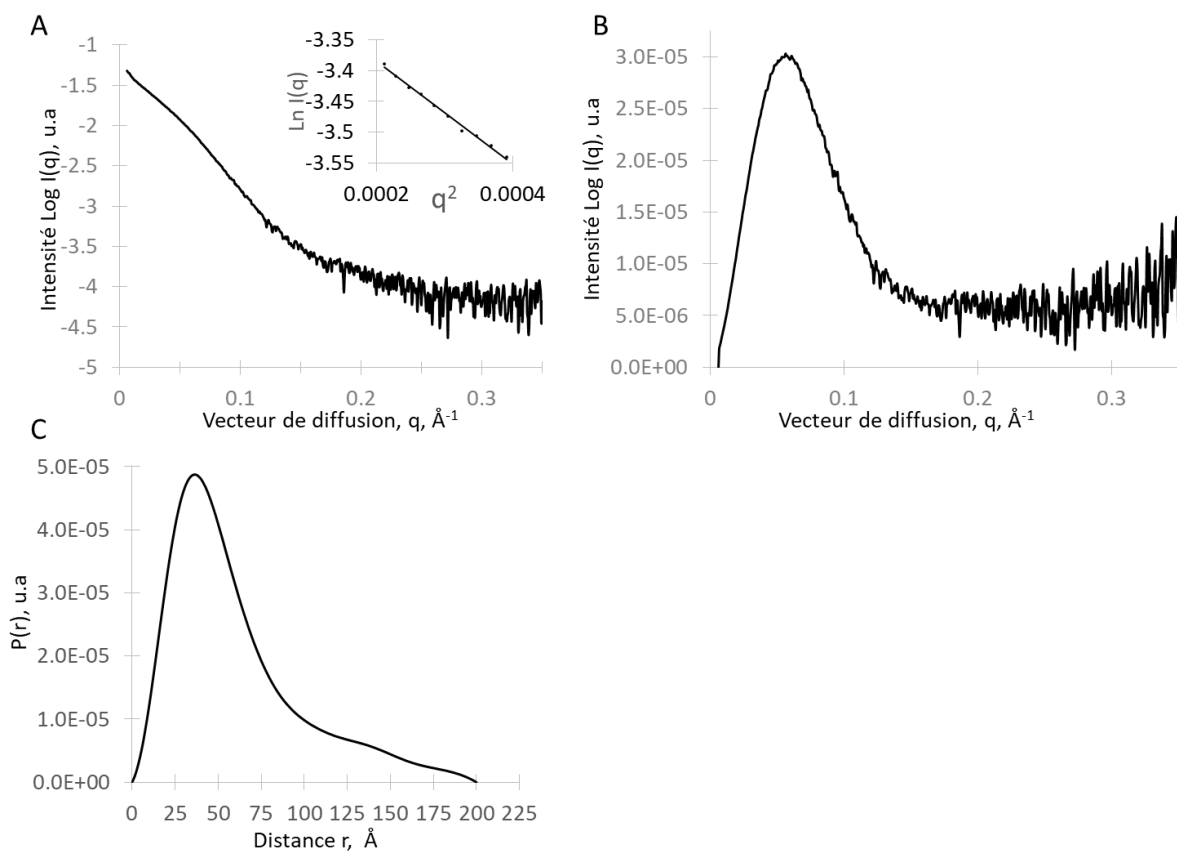 A
Intensité Log I(q), u.a
-1
-1.5
-2
-2.5
-3
-3.5
-4
-4.5
-5
0
0.1
0.2
0.3
Vecteur de diffusion, q, Å-1
Ln I(q)
-3.35
-3.4
-3.45
-3.5
-3.55
0.0002
0.0004
q2
B
Intensité Log I(q), u.a
3.0E-05
2.5E-05
2.0E-05
1.5E-05
1.0E-05
5.0E-06
0.0E+00
0
0.1
0.2
0.3
Vecteur de diffusion, q, Å-1
C
P(r), u.a
5.0E-05
4.0E-05
3.0E-05
2.0E-05
1.0E-05
0.0E+00
0
25
50
75
100
125
150
175
200
225
Distance r, Å